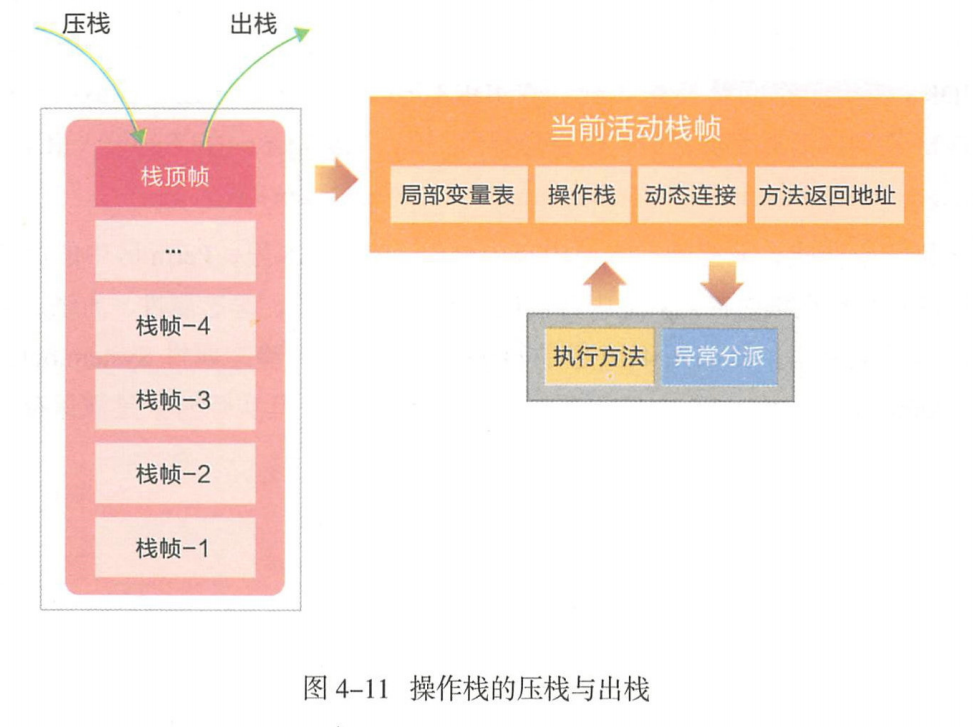 压栈 出栈
栈顶帧
...
栈帧-4
栈帧-3
栈帧-2
栈帧-1
当前活动栈帧
局部变量表 操作栈 动态连接 方法返回地址
执行方法 异常分派
图 4-11 操作栈的压栈与出栈